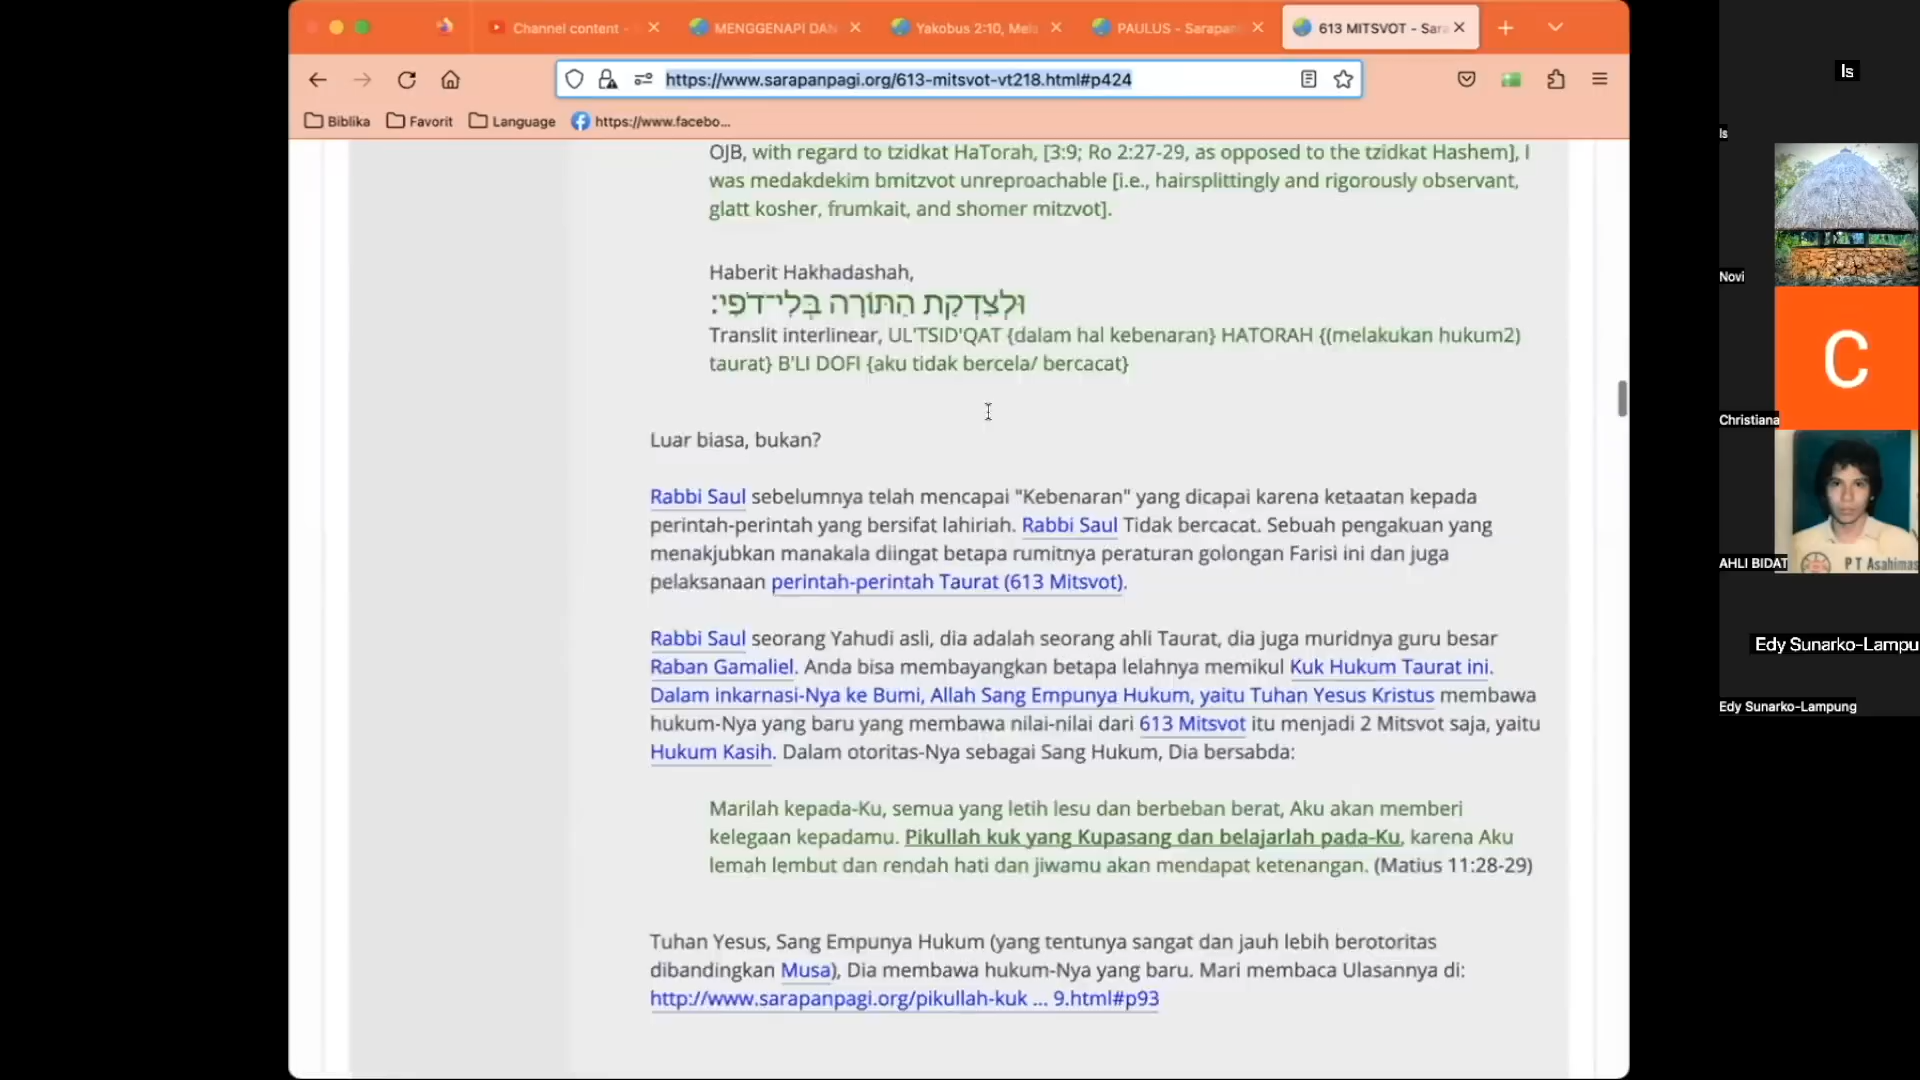 Channel content -
MENGGENAPI DAN
Yakobus 2:10, Mela
PAULUS - Sarapan
613 MITSVOT - Sara
https://www.sarapanpagi.org/613-mitsvot-vt218.html#p424
Biblika
Favorit
Language
https://www.facebo...
OJB, with regard to tzidkat HaTorah, [3:9; Ro 2:27-29, as opposed to the tzidkat Hashem], I
was medakdekim bmitzvot unreproachable [i.e., hairsplittingly and rigorously observant,
glatt kosher, frumkait, and shomer mitzvot].
Haberit Hakhadashah,
וּלְצִדְקַת הַתּוֹרָה בְּלִי־דֹפִי׃
Translit interlinear, UL'TSID'QAT {dalam hal kebenaran} HATORAH {(melakukan hukum2)
taurat} B'LI DOFI {aku tidak bercela/ bercacat}
Luar biasa, bukan?
Rabbi Saul sebelumnya telah mencapai "Kebenaran" yang dicapai karena ketaatan kepada
perintah-perintah yang bersifat lahiriah. Rabbi Saul Tidak bercacat. Sebuah pengakuan yang
menakjubkan manakala diingat betapa rumitnya peraturan golongan Farisi ini dan juga
pelaksanaan perintah-perintah Taurat (613 Mitsvot).
Rabbi Saul seorang Yahudi asli, dia adalah seorang ahli Taurat, dia juga muridnya guru besar
Raban Gamaliel. Anda bisa membayangkan betapa lelahnya memikul Kuk Hukum Taurat ini.
Dalam inkarnasi-Nya ke Bumi, Allah Sang Empunya Hukum, yaitu Tuhan Yesus Kristus membawa
hukum-Nya yang baru yang membawa nilai-nilai dari 613 Mitsvot itu menjadi 2 Mitsvot saja, yaitu
Hukum Kasih. Dalam otoritas-Nya sebagai Sang Hukum, Dia bersabda:
Marilah kepada-Ku, semua yang letih lesu dan berbeban berat, Aku akan memberi
kelegaan kepadamu. Pikullah kuk yang Kupasang dan belajarlah pada-Ku, karena Aku
lemah lembut dan rendah hati dan jiwamu akan mendapat ketenangan. (Matius 11:28-29)
Tuhan Yesus, Sang Empunya Hukum (yang tentunya sangat dan jauh lebih berotoritas
dibandingkan Musa), Dia membawa hukum-Nya yang baru. Mari membaca Ulasannya di:
http://www.sarapanpagi.org/pikullah-kuk ... 9.html#p93
Is
Is
Novi
C
Christiana
P T Asahimas
AHLI BIDAT
Edy Sunarko-Lampu
Edy Sunarko-Lampung